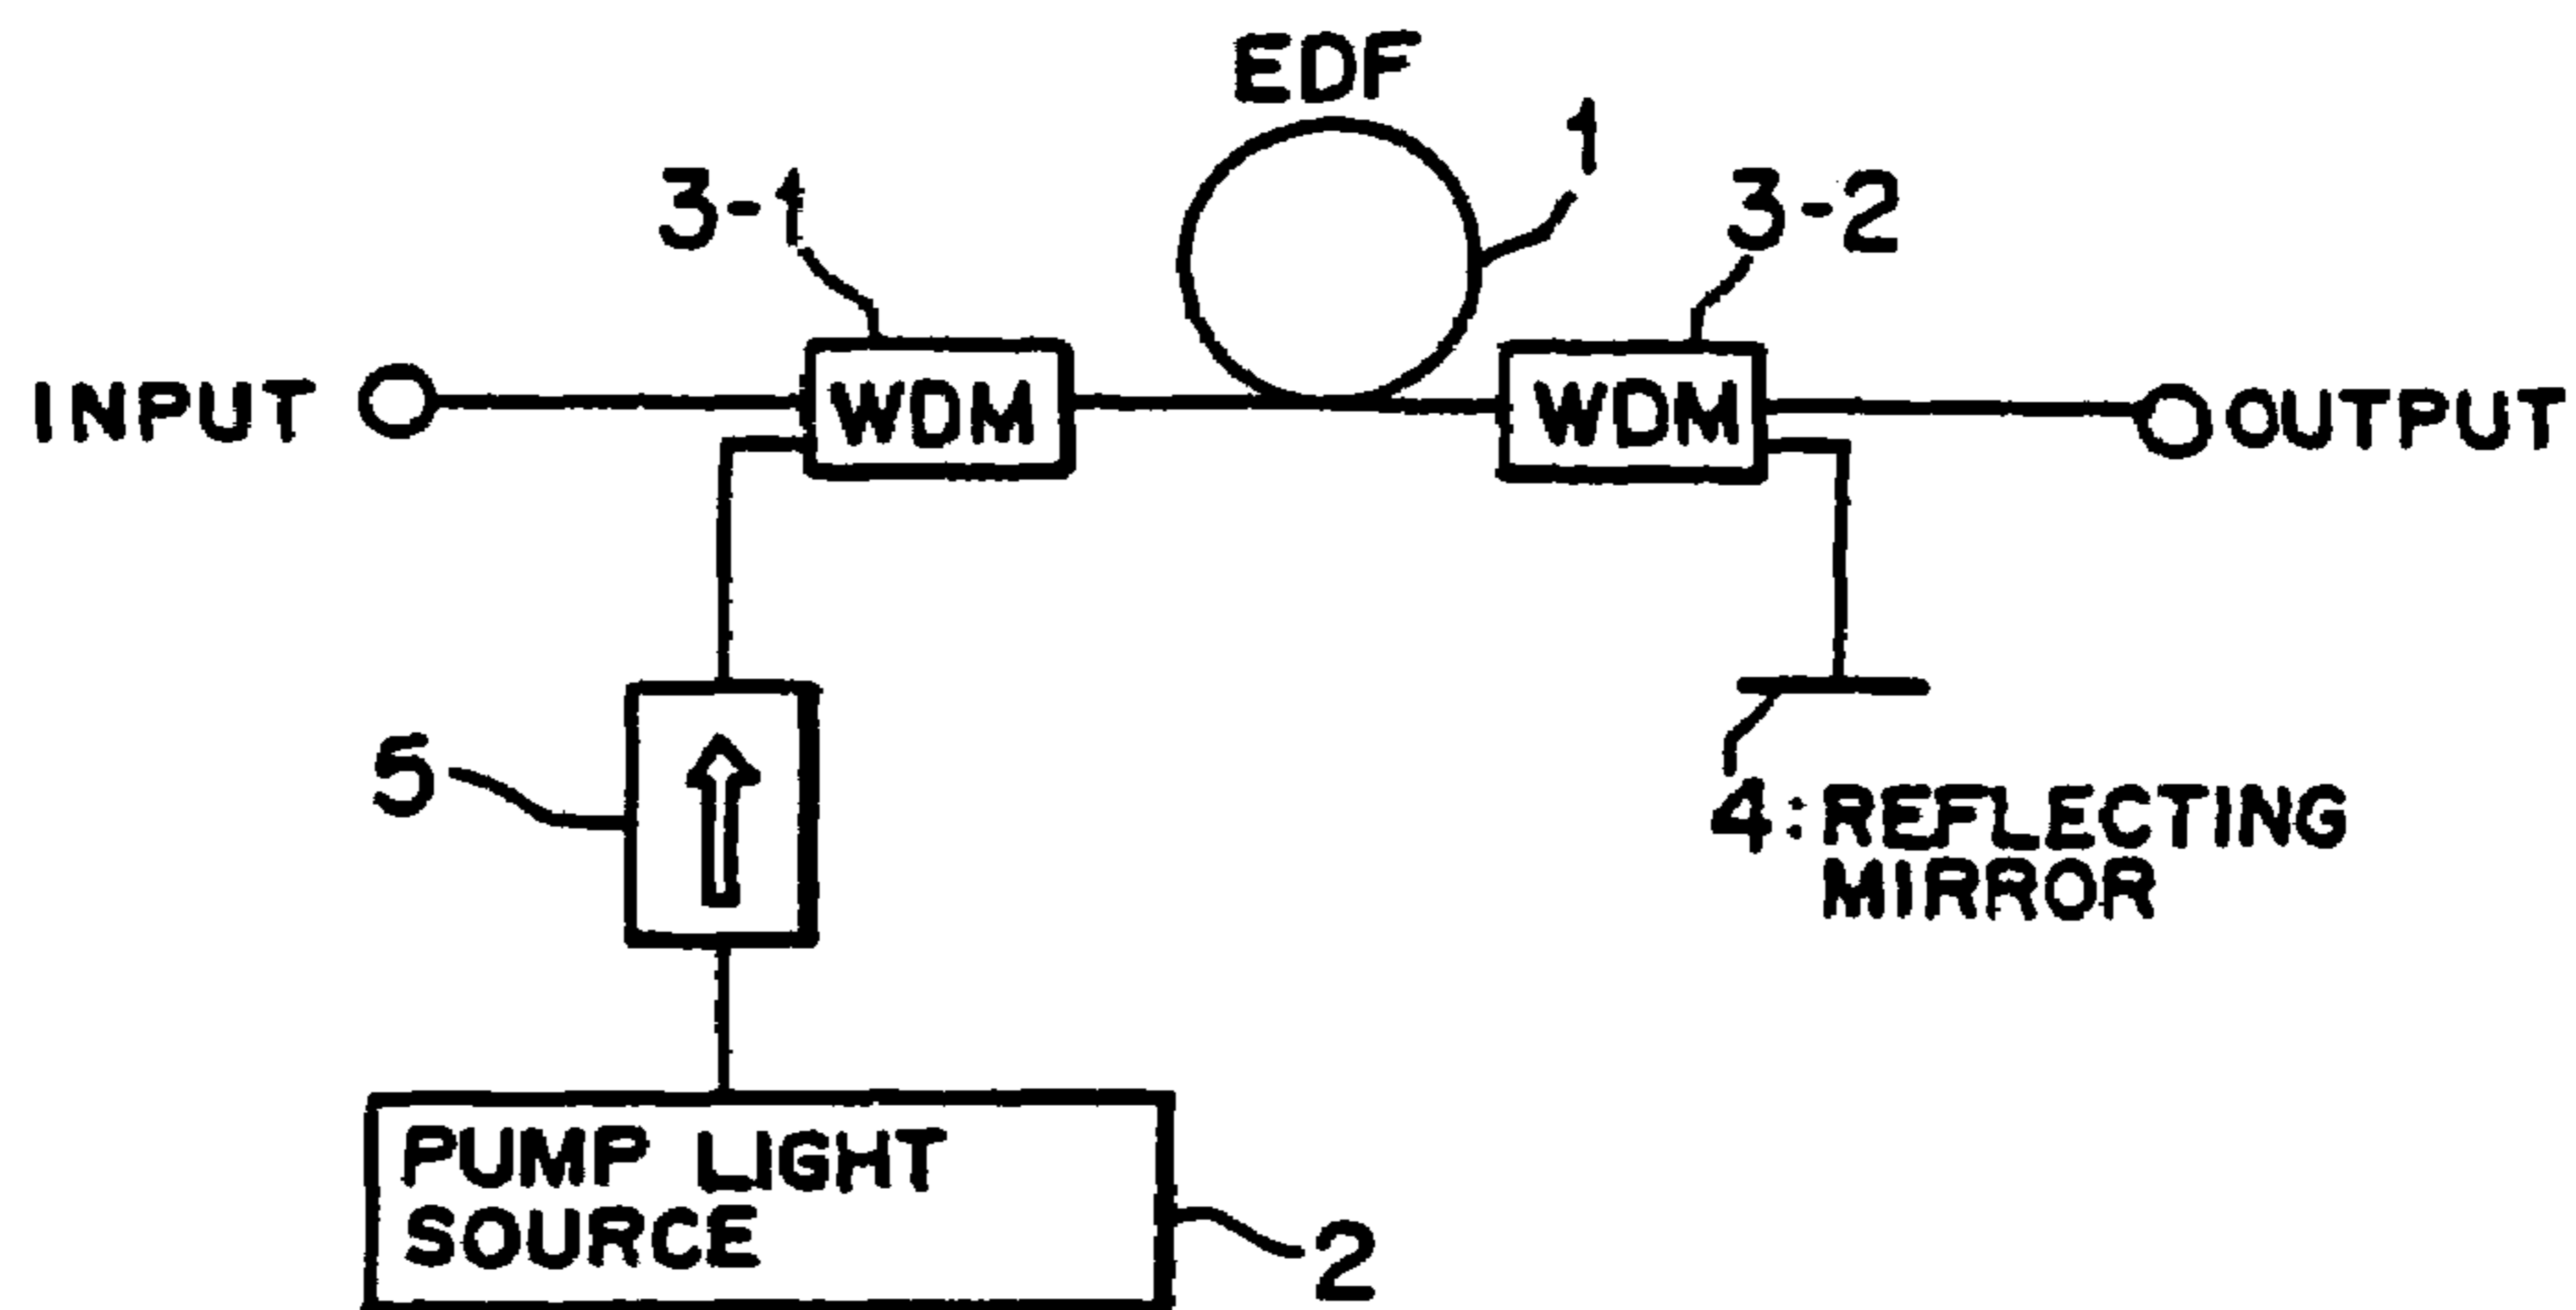 EDF
1
3-1
3-2
INPUT
WDM
WDM
OUTPUT
5
4: REFLECTING
MIRROR
PUMP LIGHT
SOURCE
2